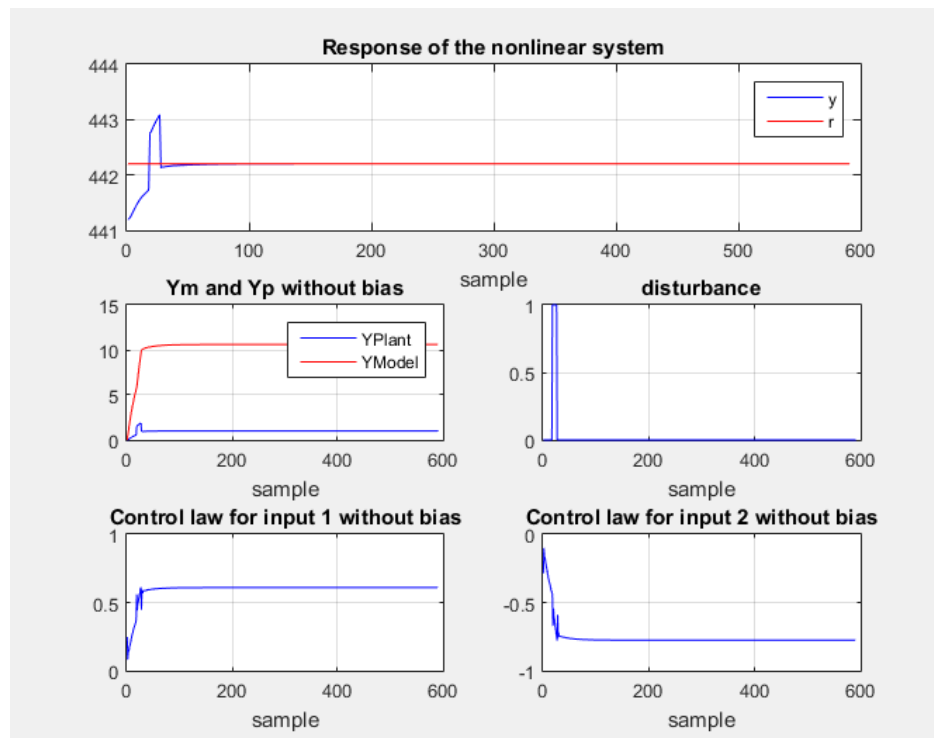 Response of the nonlinear system
444
443
442
441
y
r
0 100 200 300 400 500 600
sample
Ym and Yp without bias
15
10
5
0
YPlant
YModel
0 200 400 600
sample
disturbance
1
0.5
0
0 200 400 600
sample
Control law for input 1 without bias
1
0.5
0
0 200 400 600
sample
Control law for input 2 without bias
0
-0.5
-1
0 200 400 600
sample